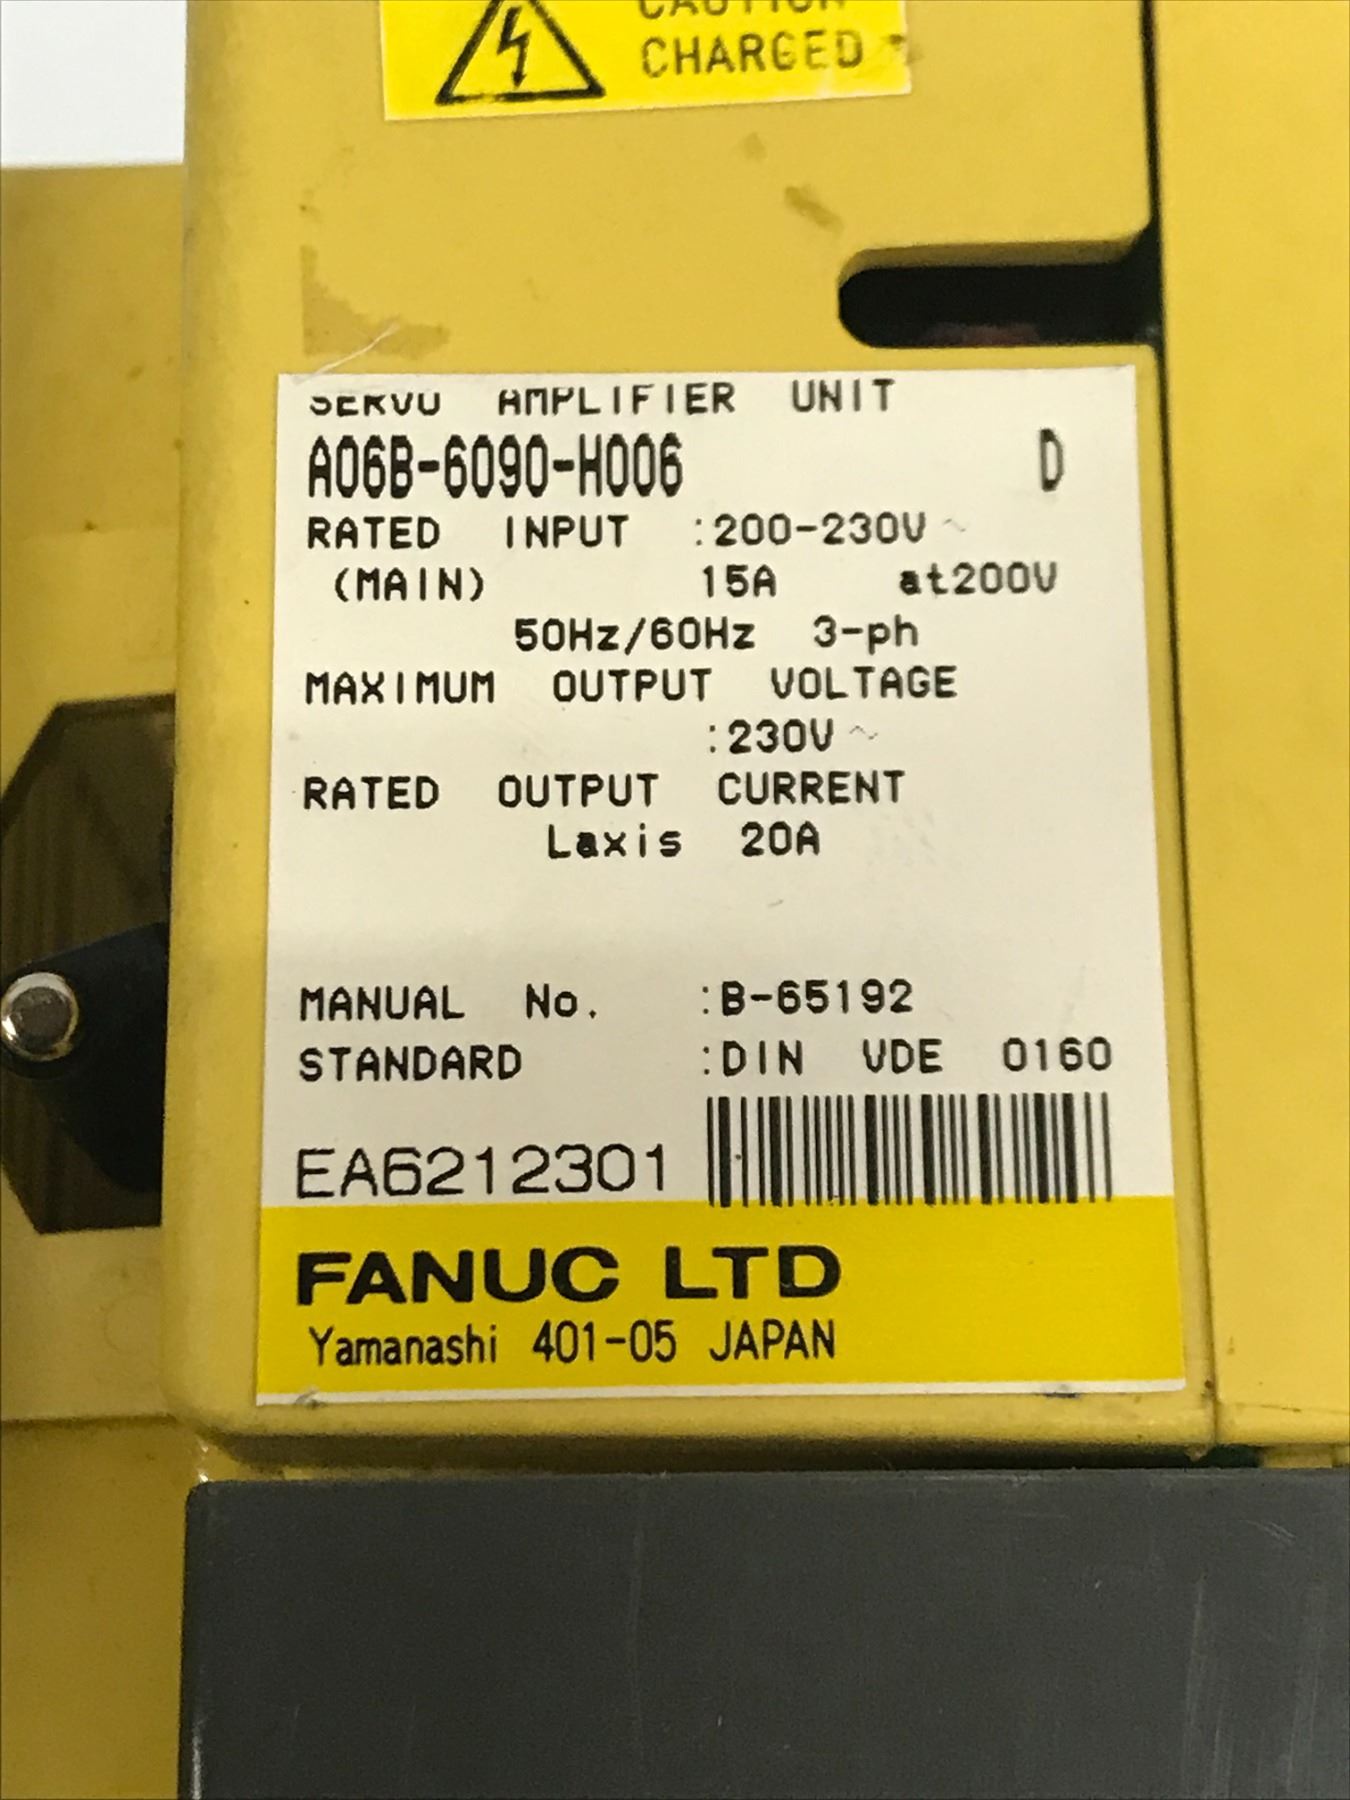 CAUTION
CHARGED
SERVO AMPLIFIER UNIT
A06B-6090-H006 D
RATED INPUT :200-230V~
(MAIN) 15A at200V
50Hz/60Hz 3-ph
MAXIMUM OUTPUT VOLTAGE
:230V~
RATED OUTPUT CURRENT
Laxis 20A
MANUAL No. :B-65192
STANDARD :DIN VDE 0160
EA6212301
FANUC LTD
Yamanashi 401-05 JAPAN